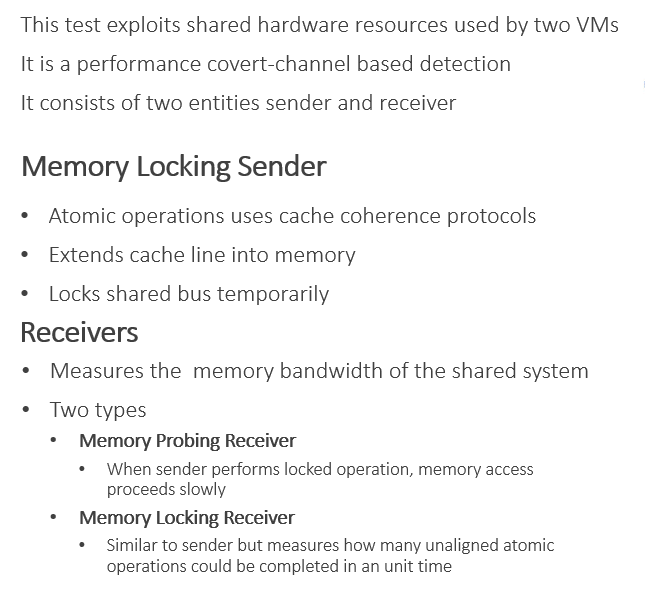 This test exploits shared hardware resources used by two VMs
It is a performance covert-channel based detection
It consists of two entities sender and receiver
Memory Locking Sender
• Atomic operations uses cache coherence protocols
• Extends cache line into memory
• Locks shared bus temporarily
Receivers
• Measures the memory bandwidth of the shared system
• Two types
• Memory Probing Receiver
• When sender performs locked operation, memory access
proceeds slowly
• Memory Locking Receiver
• Similar to sender but measures how many unaligned atomic
operations could be completed in an unit time